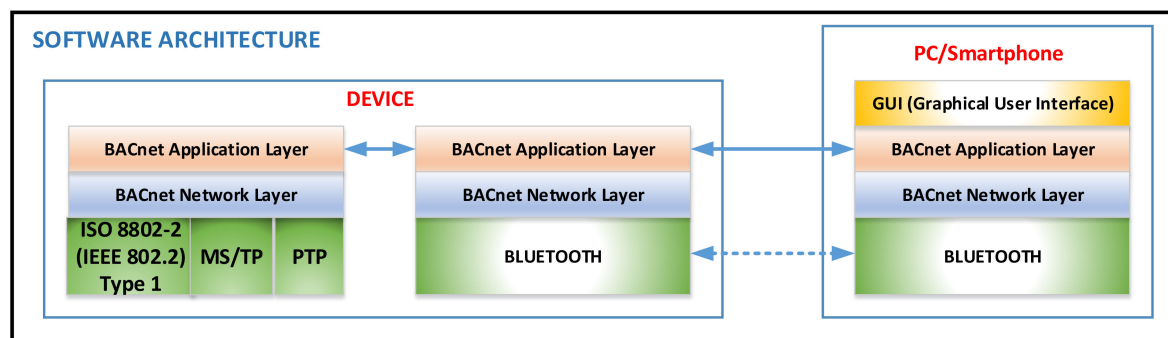 SOFTWARE ARCHITECTURE
DEVICE
BACnet Application Layer
BACnet Network Layer
ISO 8802-2
(IEEE 802.2)
Type 1
MS/TP
PTP
BACnet Application Layer
BACnet Network Layer
BLUETOOTH
PC/Smartphone
GUI (Graphical User Interface)
BACnet Application Layer
BACnet Network Layer
BLUETOOTH